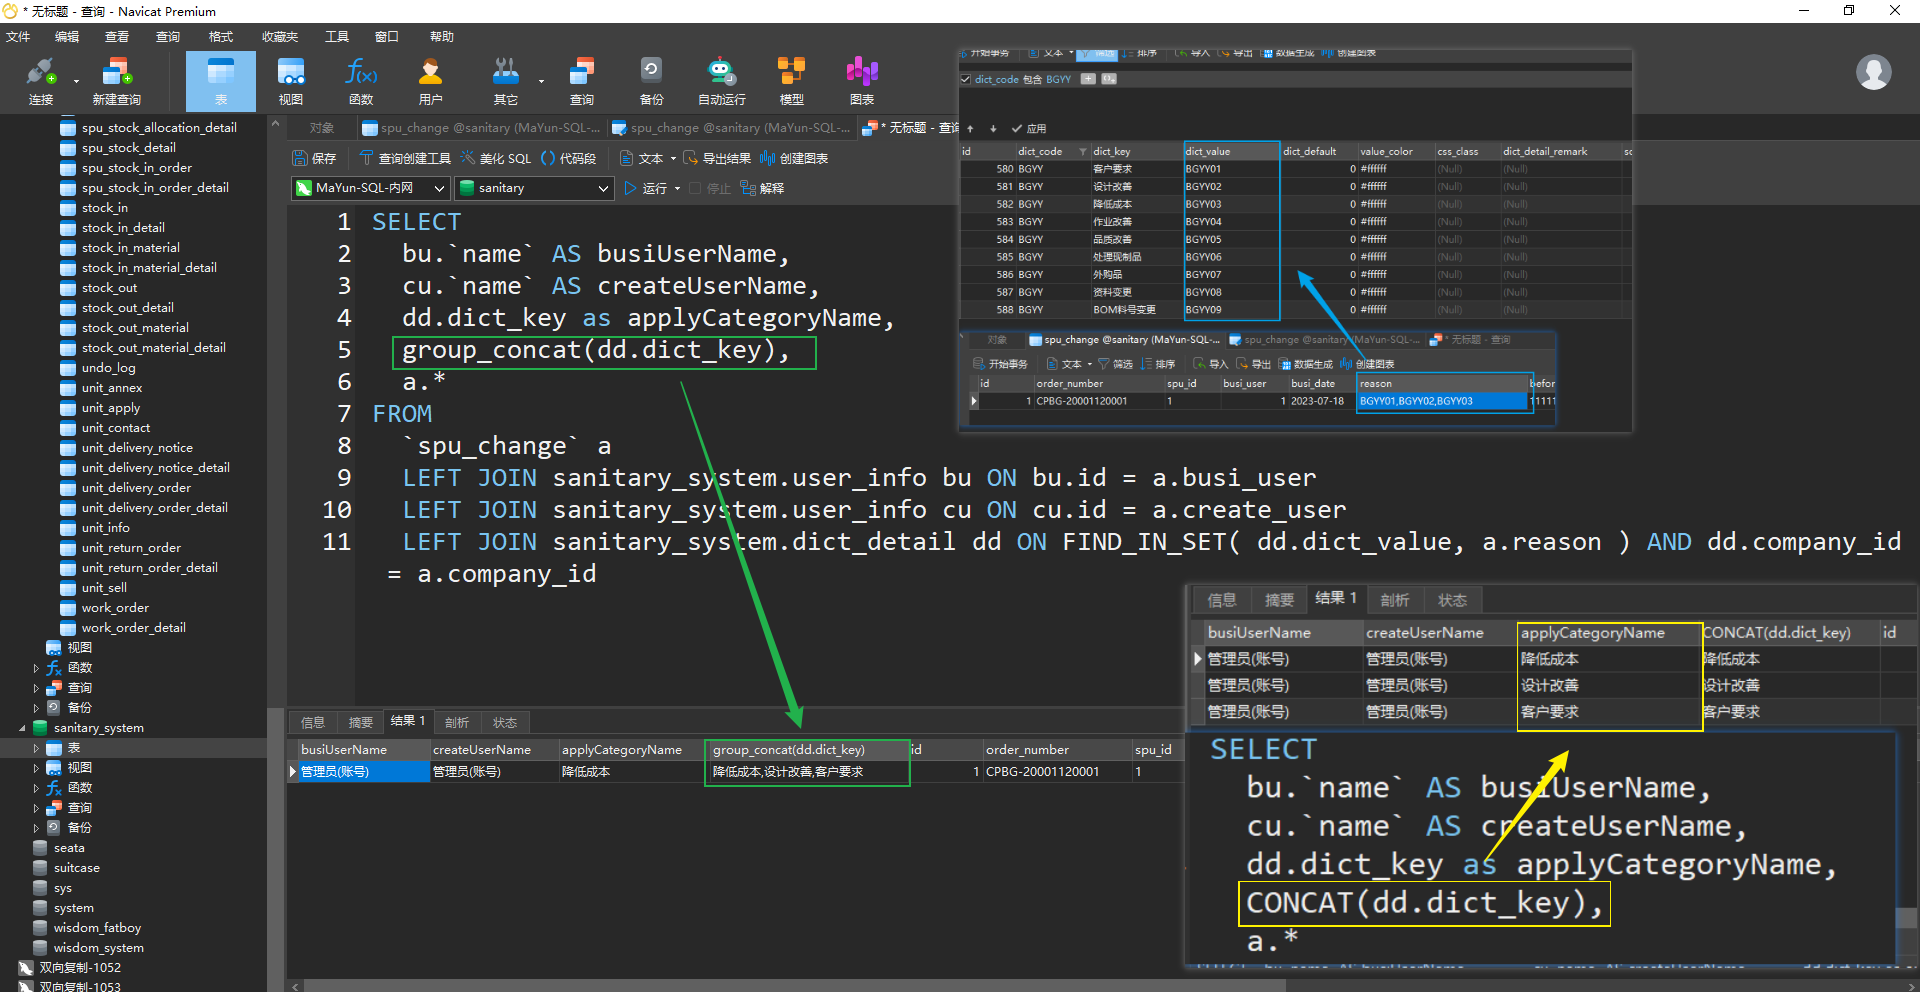 * 无标题 - 查询 - Navicat Premium
文件 编辑 查看 查询 格式 收藏夹 工具 窗口 帮助
连接 新建查询 表 视图 函数 用户 其它 查询 备份 自动运行 模型 图表
spu_stock_allocation_detail
spu_stock_detail
spu_stock_in_order
spu_stock_in_order_detail
stock_in
stock_in_detail
stock_in_material
stock_in_material_detail
stock_out
stock_out_detail
stock_out_material
stock_out_material_detail
undo_log
unit_annex
unit_apply
unit_contact
unit_delivery_notice
unit_delivery_notice_detail
unit_delivery_order
unit_delivery_order_detail
unit_info
unit_return_order
unit_return_order_detail
unit_sell
work_order
work_order_detail
视图
函数
查询
备份
sanitary_system
表
视图
函数
查询
备份
seata
suitcase
sys
system
wisdom_fatboy
wisdom_system
双向复制-1052
双向复制-1053
对象 spu_change @sanitary (MaYun-SQL-... spu_change @sanitary (MaYun-SQL-... * 无标题 - 查询
保存 查询创建工具 美化 SQL 代码段 文本 导出结果 创建图表
MaYun-SQL-内网 sanitary 运行 停止 解释
1 SELECT
2 bu.`name` AS busiUserName,
3 cu.`name` AS createUserName,
4 dd.dict_key as applyCategoryName,
5 group_concat(dd.dict_key),
6 a.*
7 FROM
8 `spu_change` a
9 LEFT JOIN sanitary_system.user_info bu ON bu.id = a.busi_user
10 LEFT JOIN sanitary_system.user_info cu ON cu.id = a.create_user
11 LEFT JOIN sanitary_system.dict_detail dd ON FIND_IN_SET( dd.dict_value, a.reason ) AND dd.company_id
= a.company_id
信息 摘要 结果 1 剖析 状态
busiUserName createUserName applyCategoryName group_concat(dd.dict_key) id order_number spu_id
管理员(账号) 管理员(账号) 降低成本 降低成本,设计改善,客户要求 1 CPBG-20001120001 1
开始事务 文本 筛选 排序 导入 导出 数据生成 创建图表
dict_code 包含 BGYY
应用
id dict_code dict_key dict_value dict_default value_color css_class dict_detail_remark
580 BGYY 客户要求 BGYY01 0 #ffffff (Null) (Null)
581 BGYY 设计改善 BGYY02 0 #ffffff (Null) (Null)
582 BGYY 降低成本 BGYY03 0 #ffffff (Null) (Null)
583 BGYY 作业改善 BGYY04 0 #ffffff (Null) (Null)
584 BGYY 品质改善 BGYY05 0 #ffffff (Null) (Null)
585 BGYY 处理现制品 BGYY06 0 #ffffff (Null) (Null)
586 BGYY 外购品 BGYY07 0 #ffffff (Null) (Null)
587 BGYY 资料变更 BGYY08 0 #ffffff (Null) (Null)
588 BGYY BOM料号变更 BGYY09 0 #ffffff (Null) (Null)
对象 spu_change @sanitary (MaYun-SQL-... spu_change @sanitary (MaYun-SQL-... * 无标题 - 查询
开始事务 文本 筛选 排序 导入 导出 数据生成 创建图表
id order_number spu_id busi_user busi_date reason befor
1 CPBG-20001120001 1 1 2023-07-18 BGYY01,BGYY02,BGYY03 11111
信息 摘要 结果 1 剖析 状态
busiUserName createUserName applyCategoryName CONCAT(dd.dict_key) id
管理员(账号) 管理员(账号) 降低成本 降低成本
管理员(账号) 管理员(账号) 设计改善 设计改善
管理员(账号) 管理员(账号) 客户要求 客户要求
SELECT
bu.`name` AS busiUserName,
cu.`name` AS createUserName,
dd.dict_key as applyCategoryName,
CONCAT(dd.dict_key),
a.*